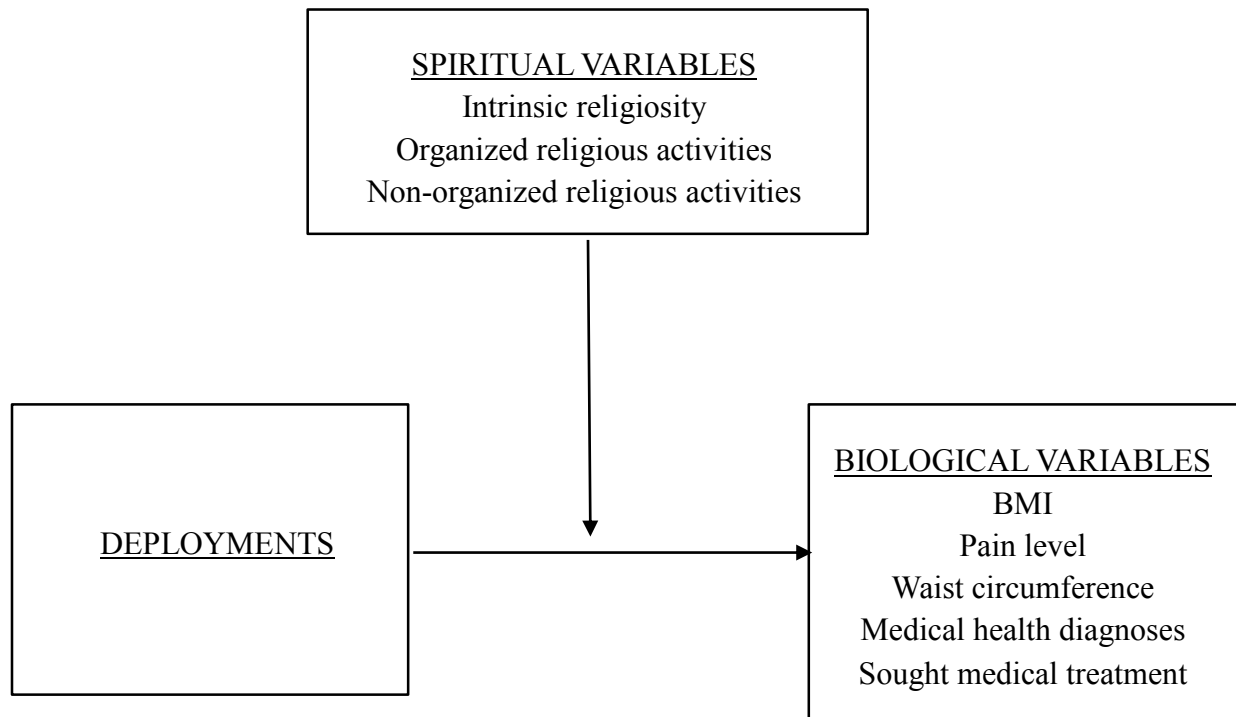 SPIRITUAL VARIABLES
Intrinsic religiosity
Organized religious activities
Non-organized religious activities
DEPLOYMENTS
BIOLOGICAL VARIABLES
BMI
Pain level
Waist circumference
Medical health diagnoses
Sought medical treatment